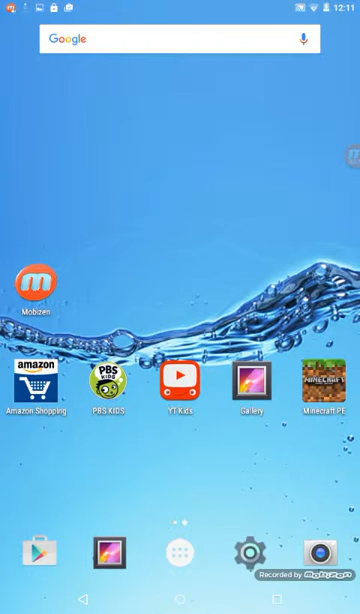 12:11
Google
m
Mobizen
amazon
PBS
KIDS
MINECRAFT
Amazon Shopping
PBS KIDS
YT Kids
Gallery
Minecraft PE
Recorded by Mobizen